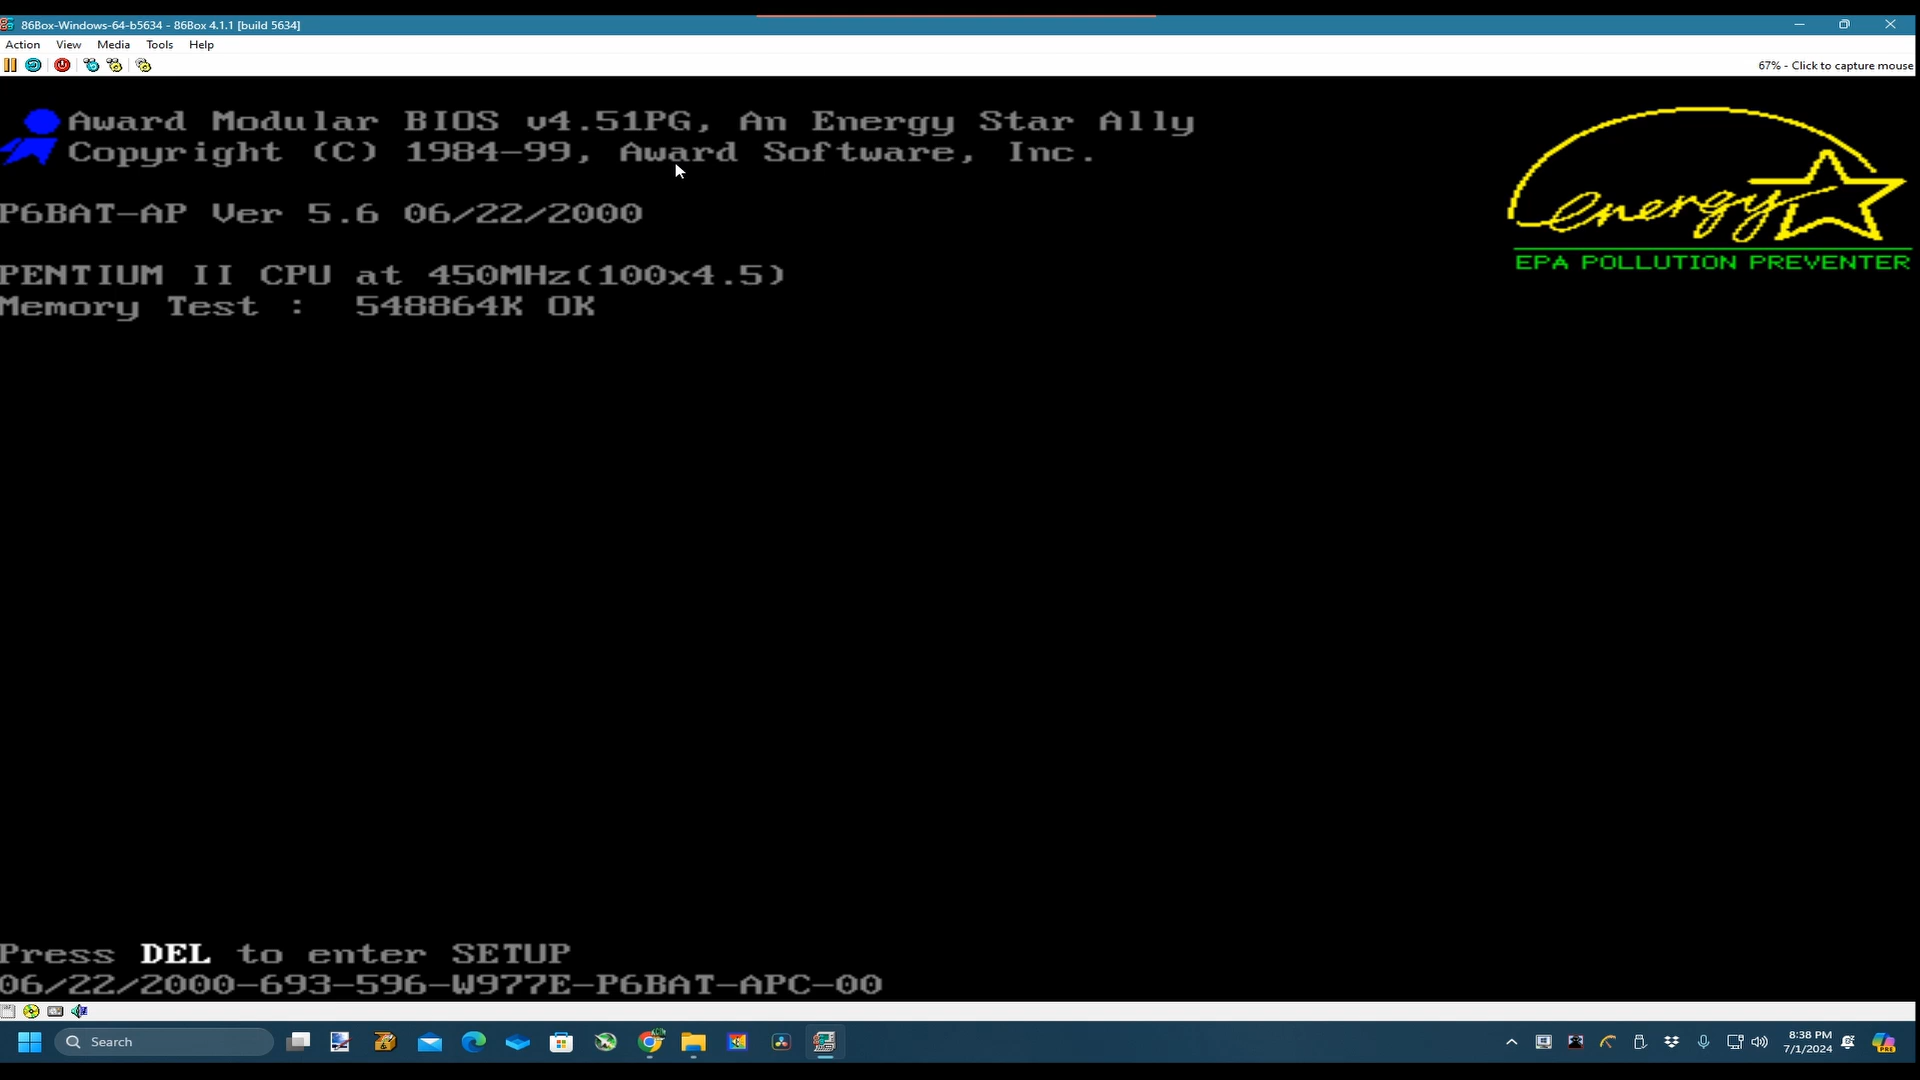 86Box-Windows-64-b5634 - 86Box 4.1.1 [build 5634]
Action View Media Tools Help
67% - Click to capture mouse
Award Modular BIOS v4.51PG, An Energy Star Ally
Copyright (C) 1984-99, Award Software, Inc.
energy
EPA POLLUTION PREVENTER
P6BAT-AP Ver 5.6 06/22/2000
PENTIUM II CPU at 450MHz(100x4.5)
Memory Test : 548864K OK
Press DEL to enter SETUP
06/22/2000-693-596-W977E-P6BAT-APC-00
Search
8:38 PM
7/1/2024